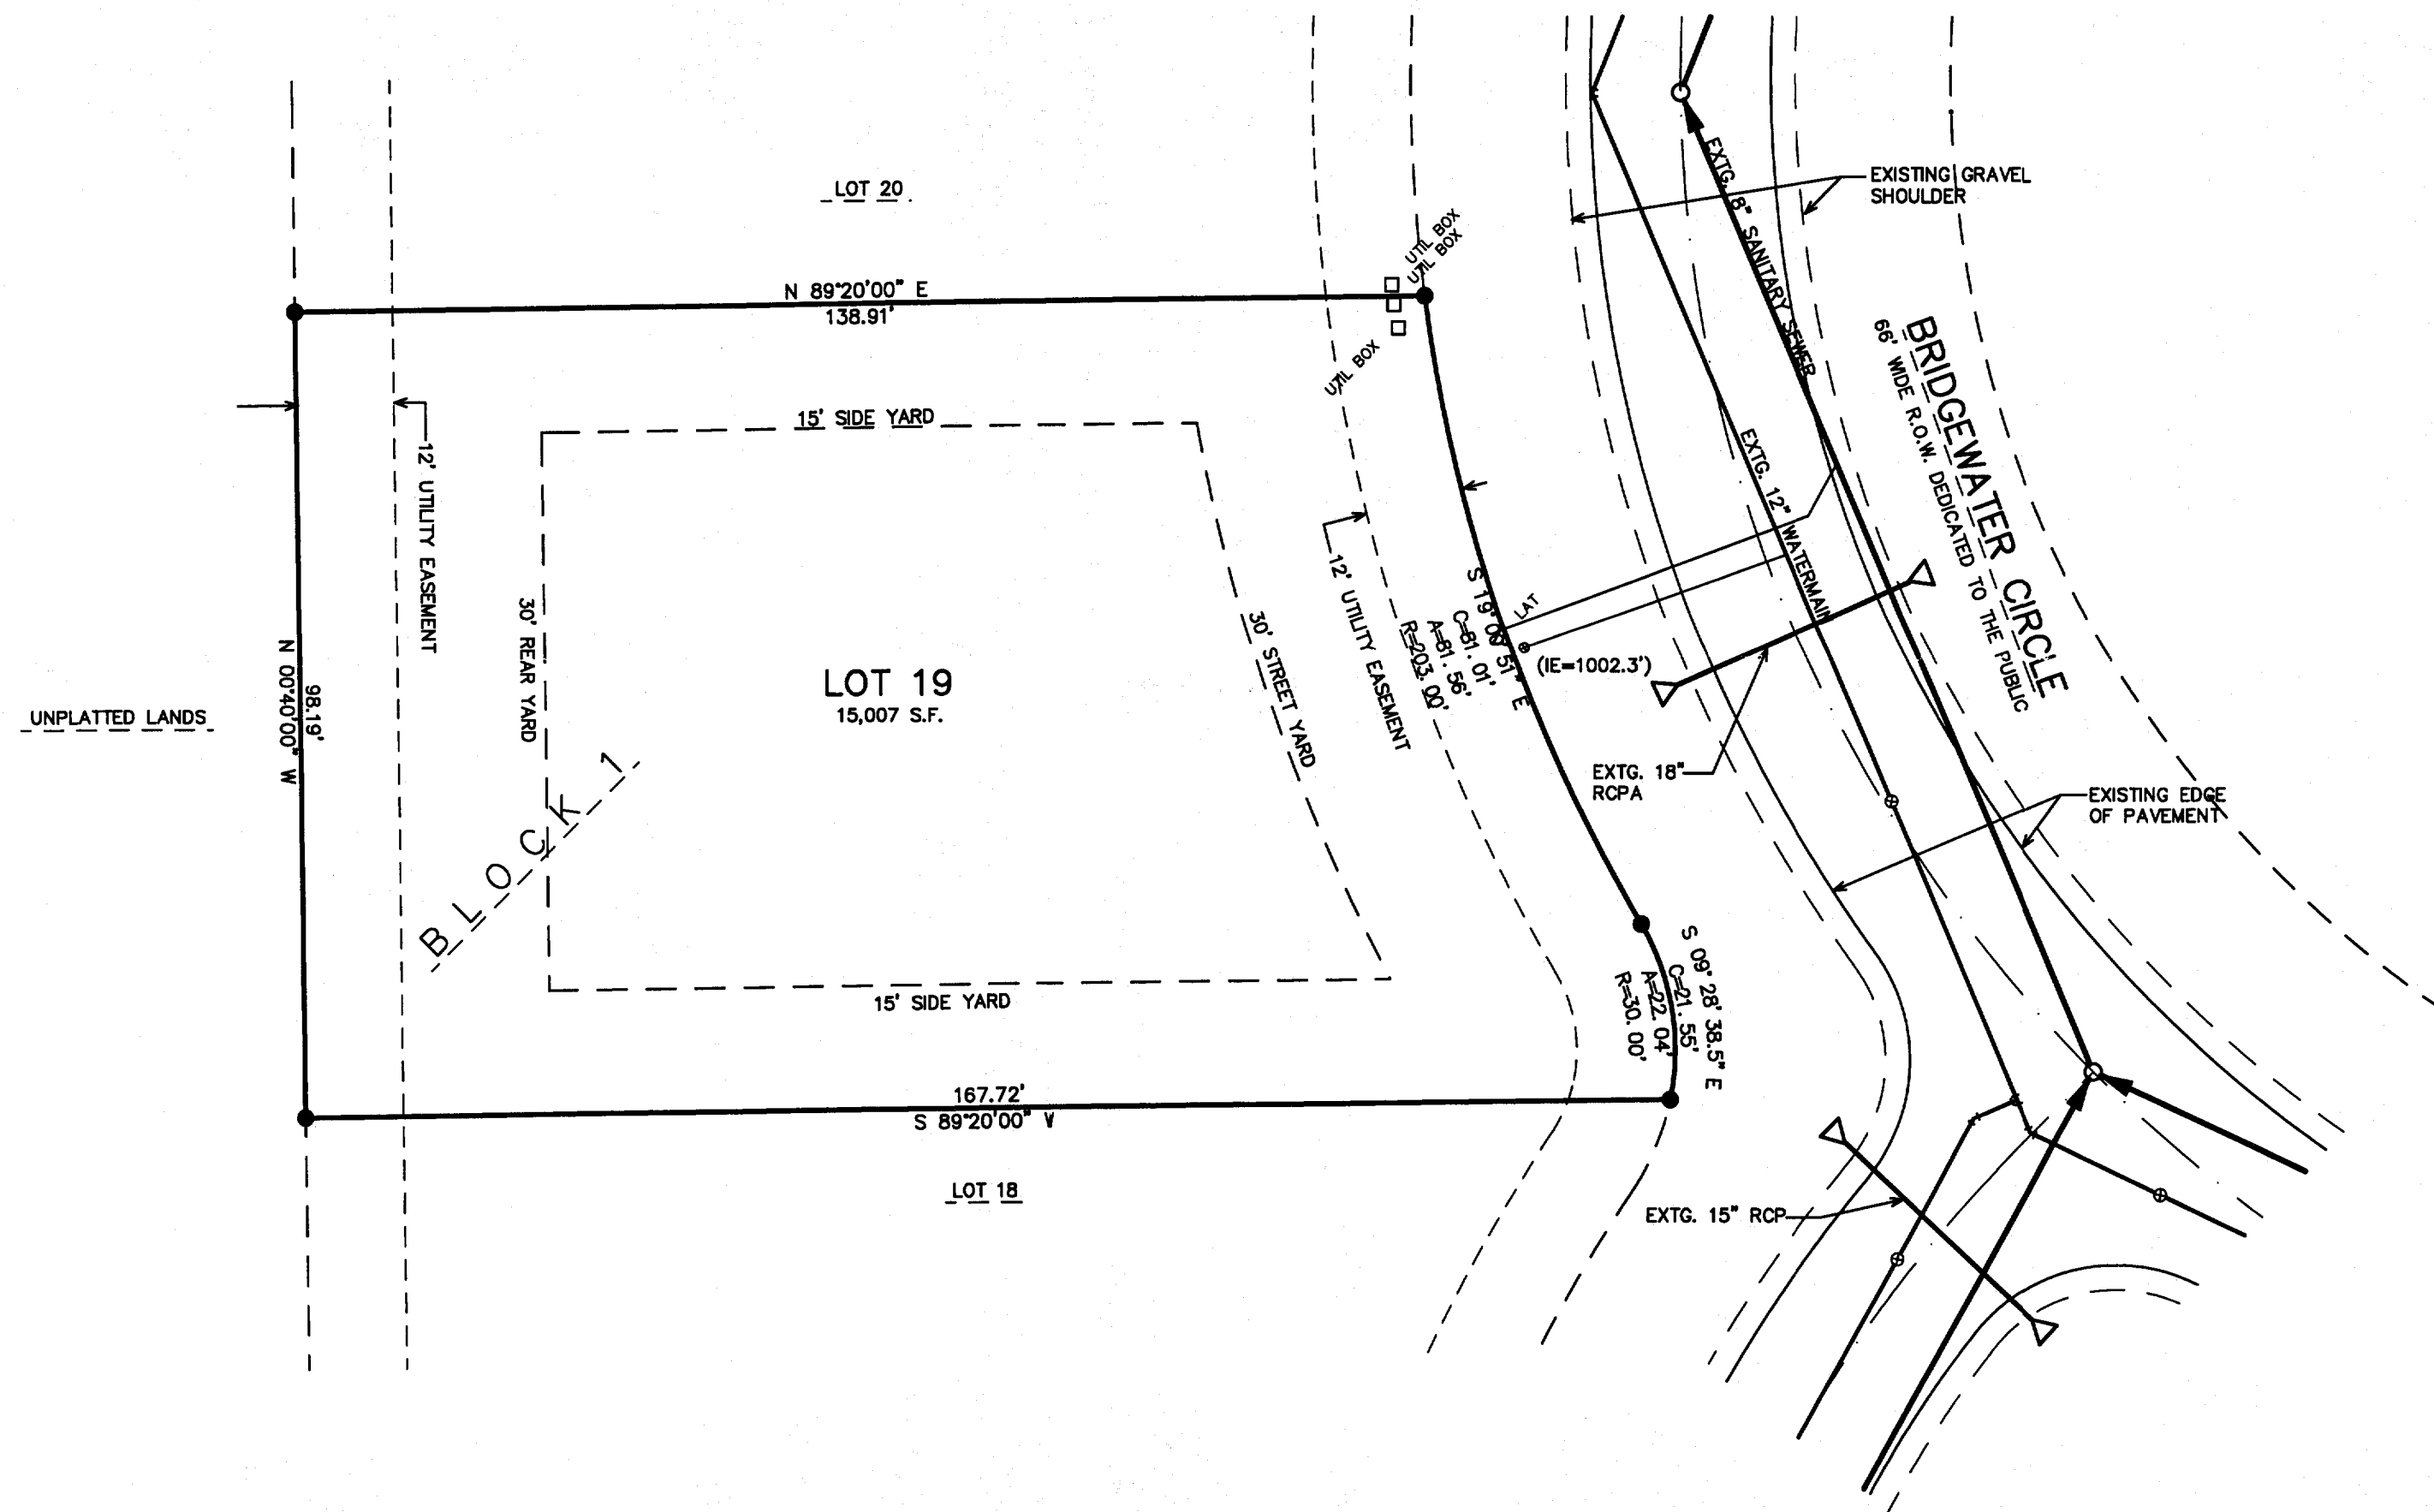 LOT 20
UTIL BOX
UTIL BOX
UTIL BOX
EXISTING GRAVEL
SHOULDER
EXTG. 8" SANITARY SEWER
N 89°20'00" E
138.91'
BRIDGEWATER CIRCLE
66' WIDE R.O.W. DEDICATED TO THE PUBLIC
15' SIDE YARD
12' UTILITY EASEMENT
EXTG. 12" WATERMAIN
30' REAR YARD
30' STREET YARD
12' UTILITY EASEMENT
S 19°00'51" E
C=81.01'
A=81.56'
R=203.00'
LAT
(IE=1002.3')
LOT 19
15,007 S.F.
UNPLATTED LANDS
98.19'
N 00°40'00" W
BLOCK 1
EXTG. 18"
RCPA
EXISTING EDGE
OF PAVEMENT
S 09°28'38.5" E
C=21.55'
A=22.04'
R=30.00'
15' SIDE YARD
167.72'
S 89°20'00" W
LOT 18
EXTG. 15" RCP